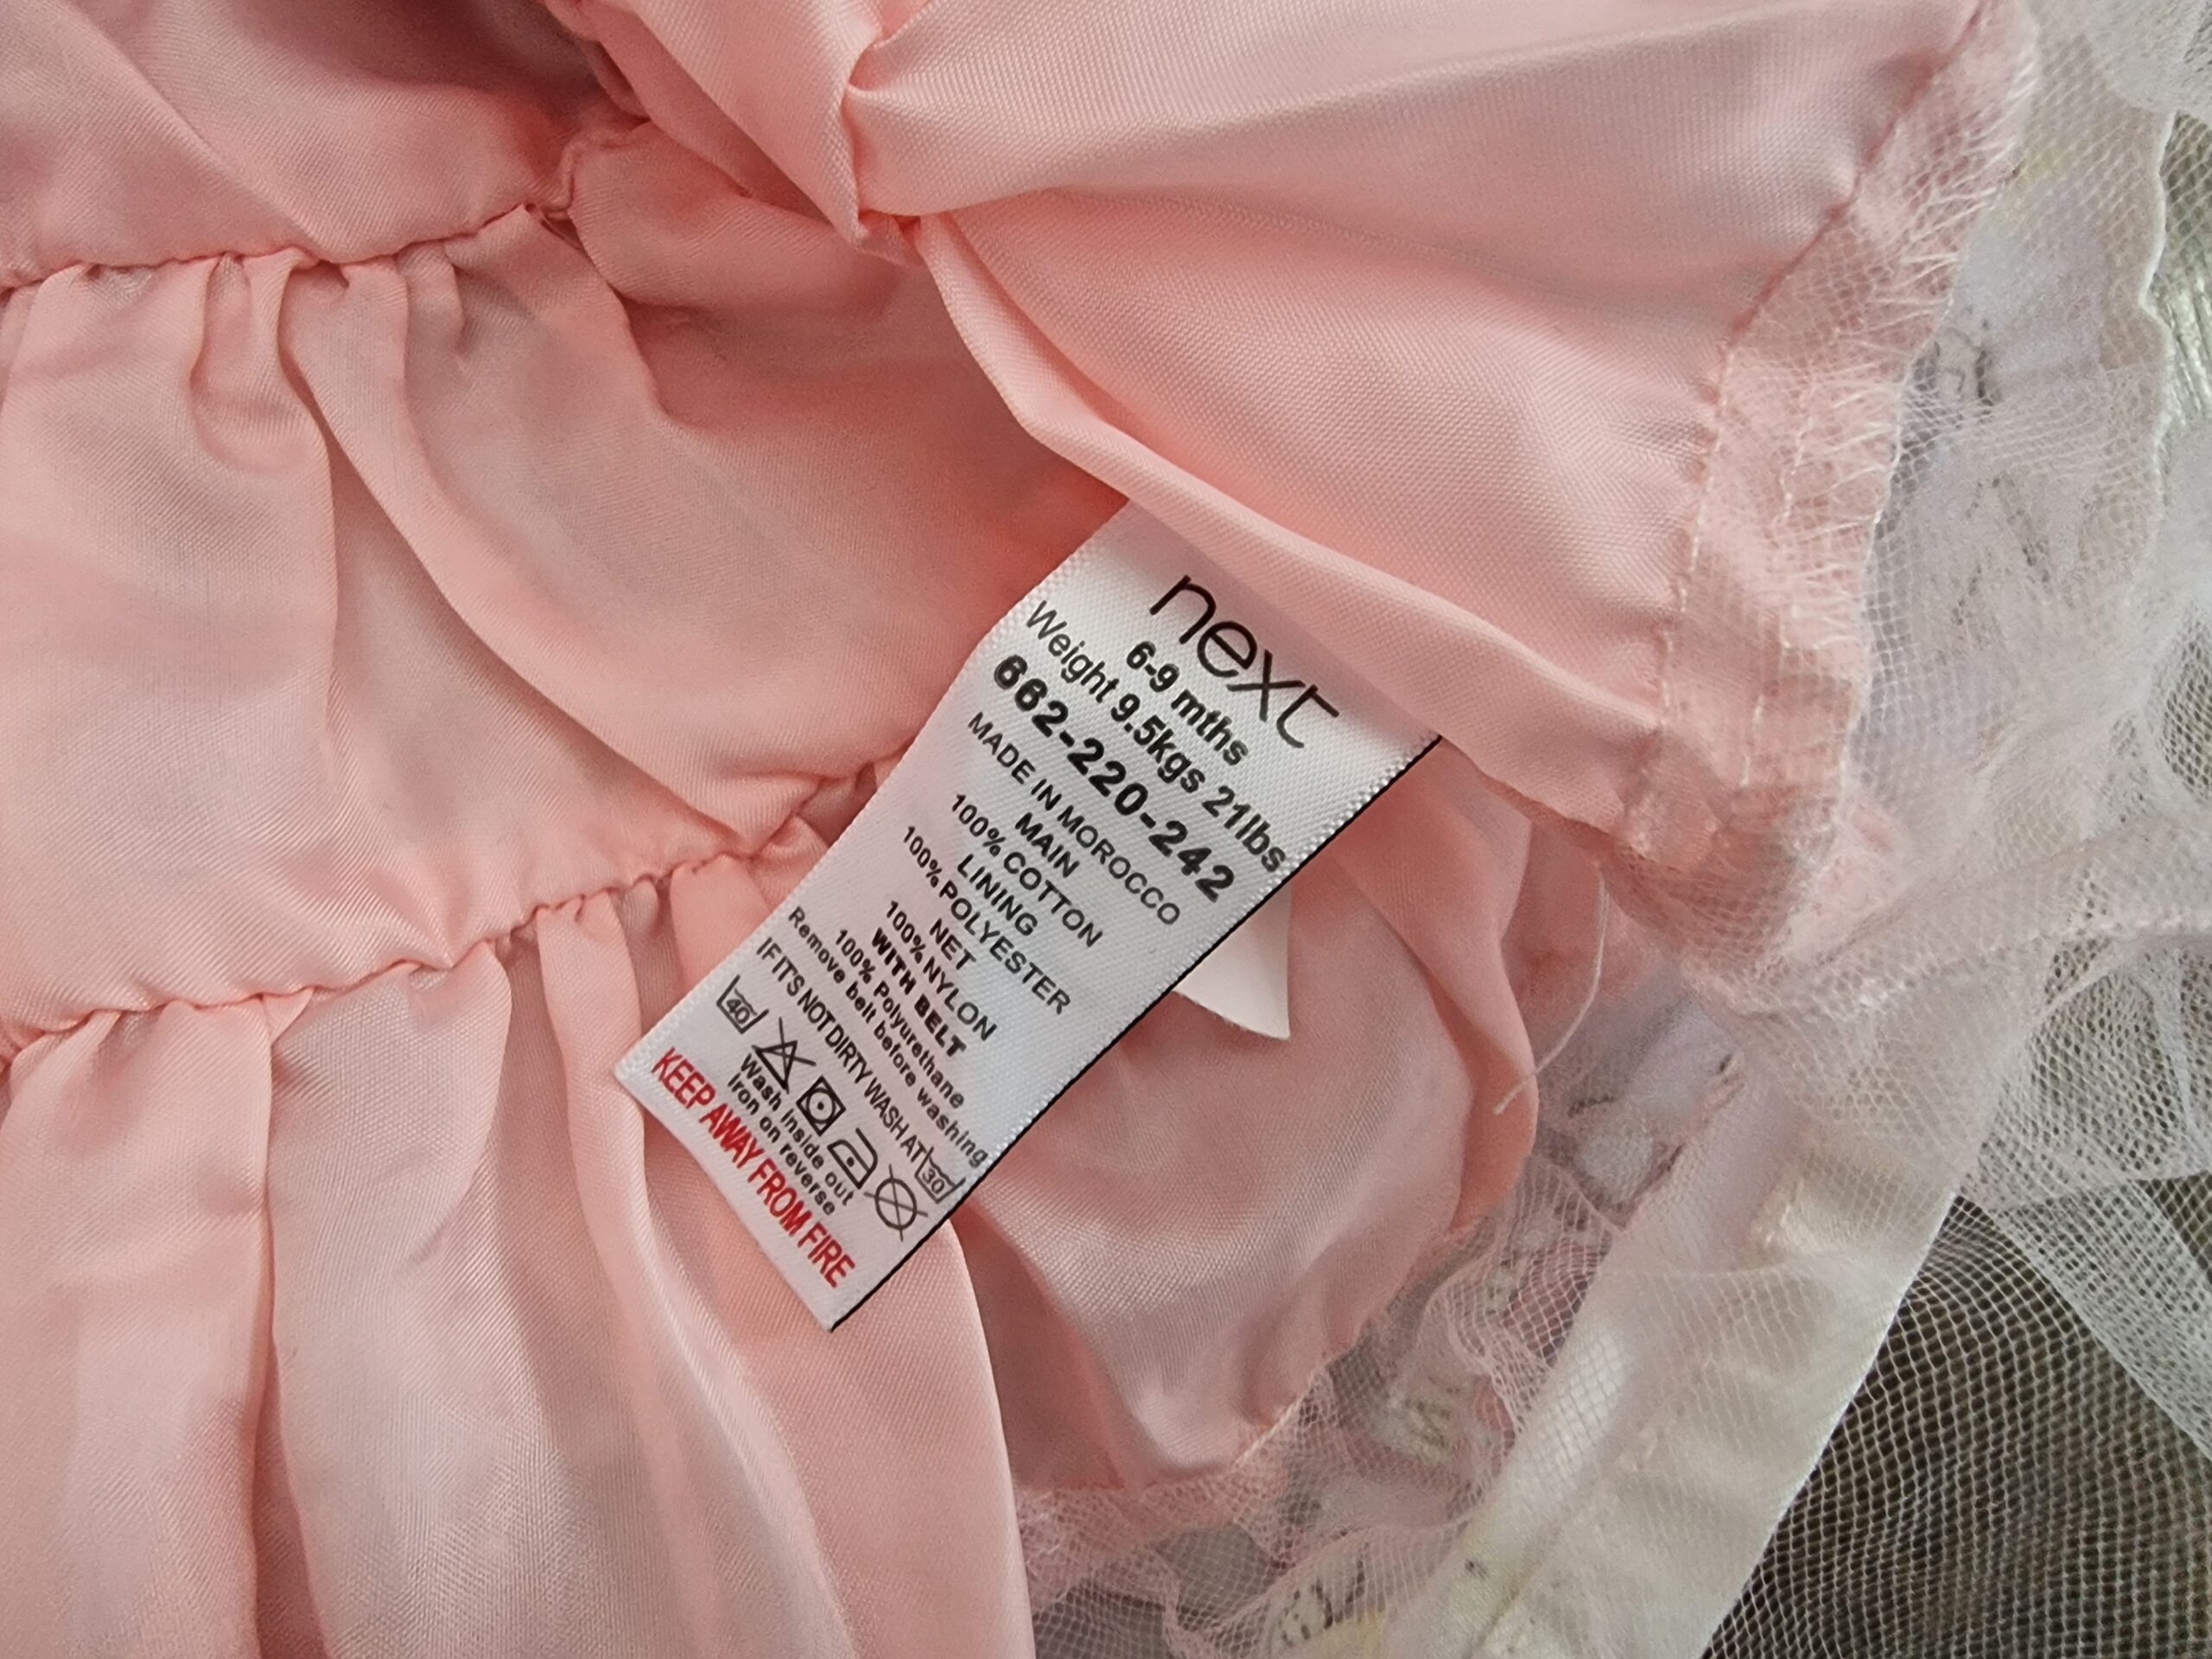 next
6-9 mths
Weight 9.5kgs 21lbs
662-220-242
MADE IN MOROCCO
MAIN
100% COTTON
LINING
100% POLYESTER
NET
100% NYLON
WITH BELT
100% Polyurethane
Remove belt before washing
IF ITS NOT DIRTY WASH AT 30
40
Wash inside out
Iron on reverse
KEEP AWAY FROM FIRE